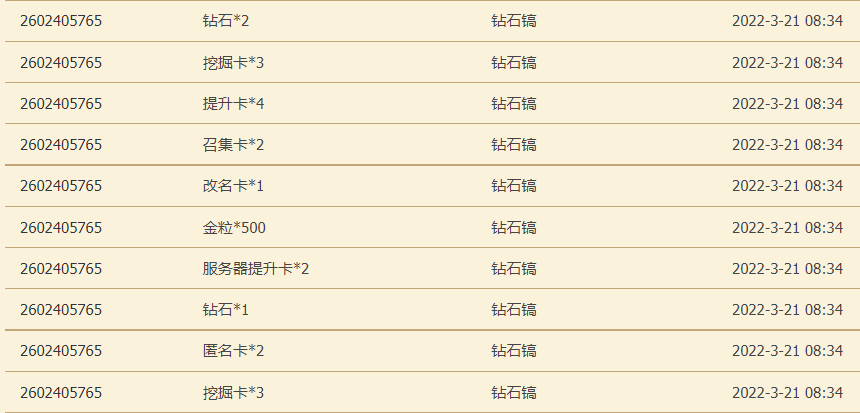 2602405765 钻石*2 钻石镐 2022-3-21 08:34
2602405765 挖掘卡*3 钻石镐 2022-3-21 08:34
2602405765 提升卡*4 钻石镐 2022-3-21 08:34
2602405765 召集卡*2 钻石镐 2022-3-21 08:34
2602405765 改名卡*1 钻石镐 2022-3-21 08:34
2602405765 金粒*500 钻石镐 2022-3-21 08:34
2602405765 服务器提升卡*2 钻石镐 2022-3-21 08:34
2602405765 钻石*1 钻石镐 2022-3-21 08:34
2602405765 匿名卡*2 钻石镐 2022-3-21 08:34
2602405765 挖掘卡*3 钻石镐 2022-3-21 08:34